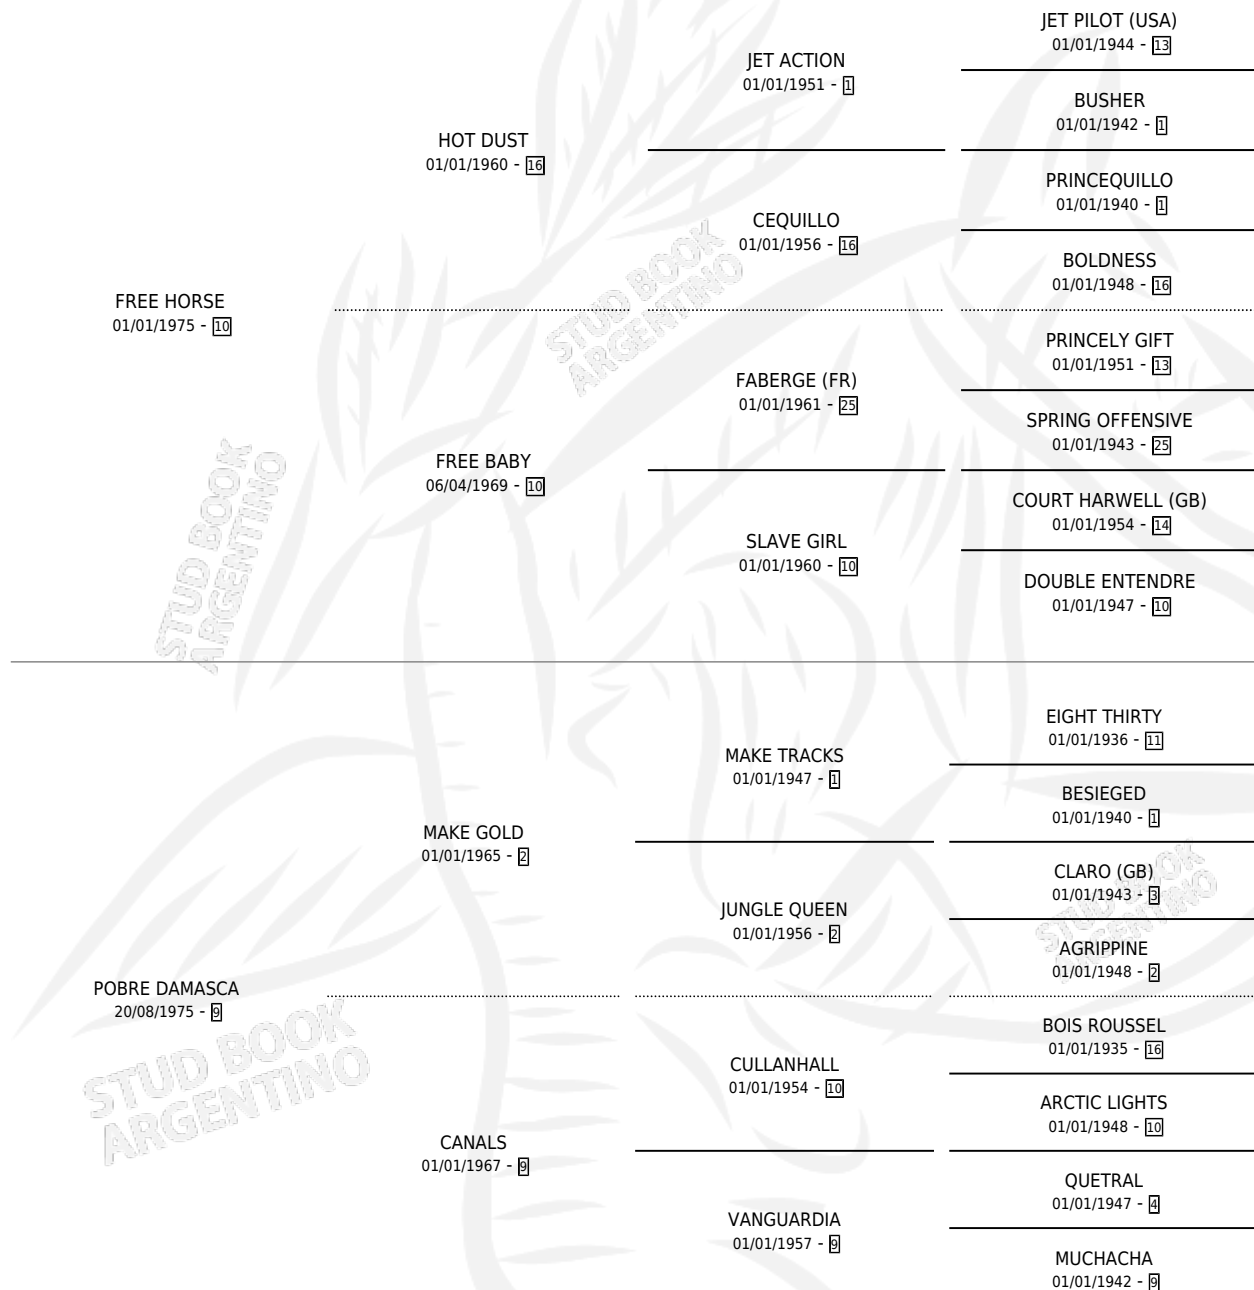 JET PILOT (USA)
01/01/1944 - 13
JET ACTION
01/01/1951 - 1
BUSHER
01/01/1942 - 1
HOT DUST
01/01/1960 - 16
PRINCEQUILLO
01/01/1940 - 1
CEQUILLO
01/01/1956 - 16
BOLDNESS
01/01/1948 - 16
FREE HORSE
01/01/1975 - 10
STUD BOOK
ARGENTINO
PRINCELY GIFT
01/01/1951 - 13
FABERGE (FR)
01/01/1961 - 25
SPRING OFFENSIVE
01/01/1943 - 25
FREE BABY
06/04/1969 - 10
COURT HARWELL (GB)
01/01/1954 - 14
SLAVE GIRL
01/01/1960 - 10
DOUBLE ENTENDRE
01/01/1947 - 10
STUD BOOK
ARGENTINO
EIGHT THIRTY
01/01/1936 - 11
MAKE TRACKS
01/01/1947 - 1
BESIEGED
01/01/1940 - 1
MAKE GOLD
01/01/1965 - 2
CLARO (GB)
01/01/1943 - 3
JUNGLE QUEEN
01/01/1956 - 2
AGRIPPINE
01/01/1948 - 2
STUD BOOK
ARGENTINO
POBRE DAMASCA
20/08/1975 - 9
BOIS ROUSSEL
01/01/1935 - 16
CULLANHALL
01/01/1954 - 10
ARCTIC LIGHTS
01/01/1948 - 10
STUD BOOK
ARGENTINO
CANALS
01/01/1967 - 9
QUETRAL
01/01/1947 - 4
VANGUARDIA
01/01/1957 - 9
MUCHACHA
01/01/1942 - 9